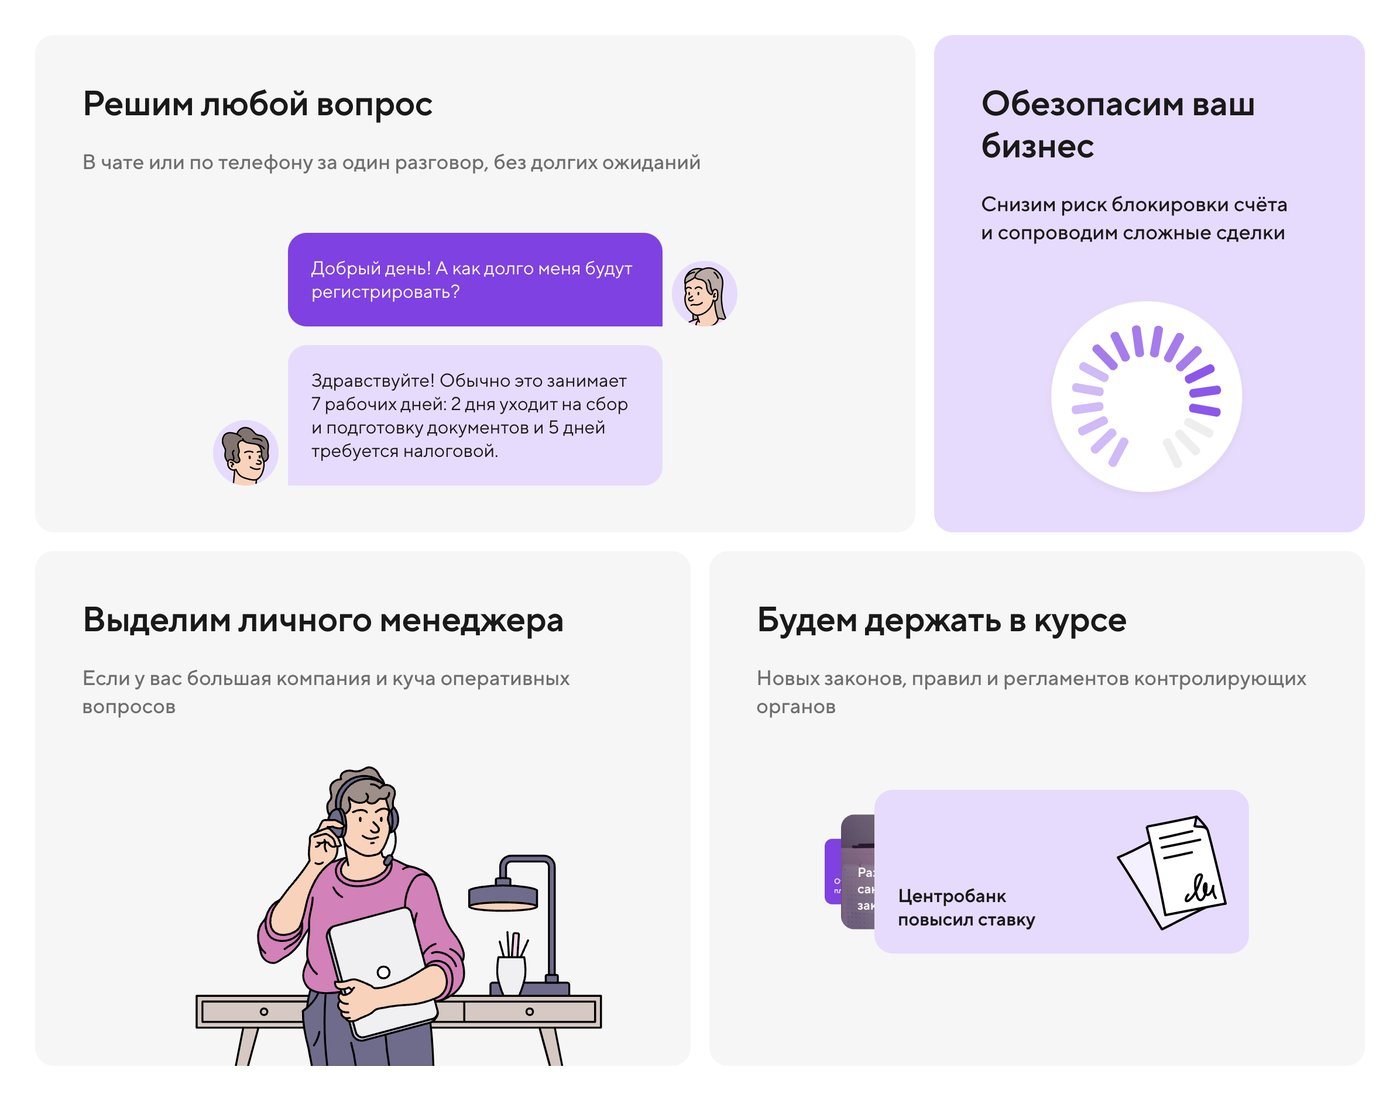 Решим любой вопрос
В чате или по телефону за один разговор, без долгих ожиданий
Добрый день! А как долго меня будут
регистрировать?
Здравствуйте! Обычно это занимает
7 рабочих дней: 2 дня уходит на сбор
и подготовку документов и 5 дней
требуется налоговой.
Обезопасим ваш
бизнес
Снизим риск блокировки счёта
и сопроводим сложные сделки
Выделим личного менеджера
Если у вас большая компания и куча оперативных
вопросов
Будем держать в курсе
Новых законов, правил и регламентов контролирующих
органов
Центробанк
повысил ставку